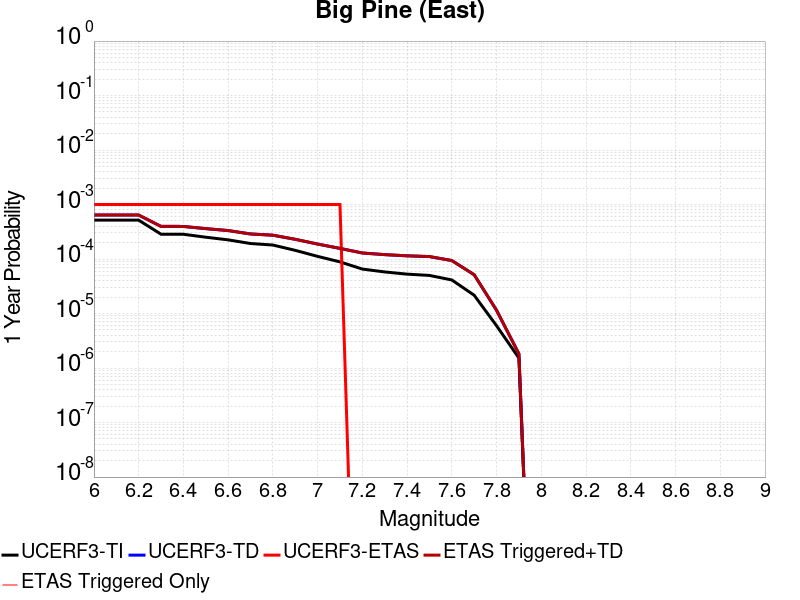 Big Pine (East)
1 Year Probability
10^0
10^-1
10^-2
10^-3
10^-4
10^-5
10^-6
10^-7
10^-8
6 6.2 6.4 6.6 6.8 7 7.2 7.4 7.6 7.8 8 8.2 8.4 8.6 8.8 9
Magnitude
UCERF3-TI UCERF3-TD UCERF3-ETAS ETAS Triggered+TD
ETAS Triggered Only